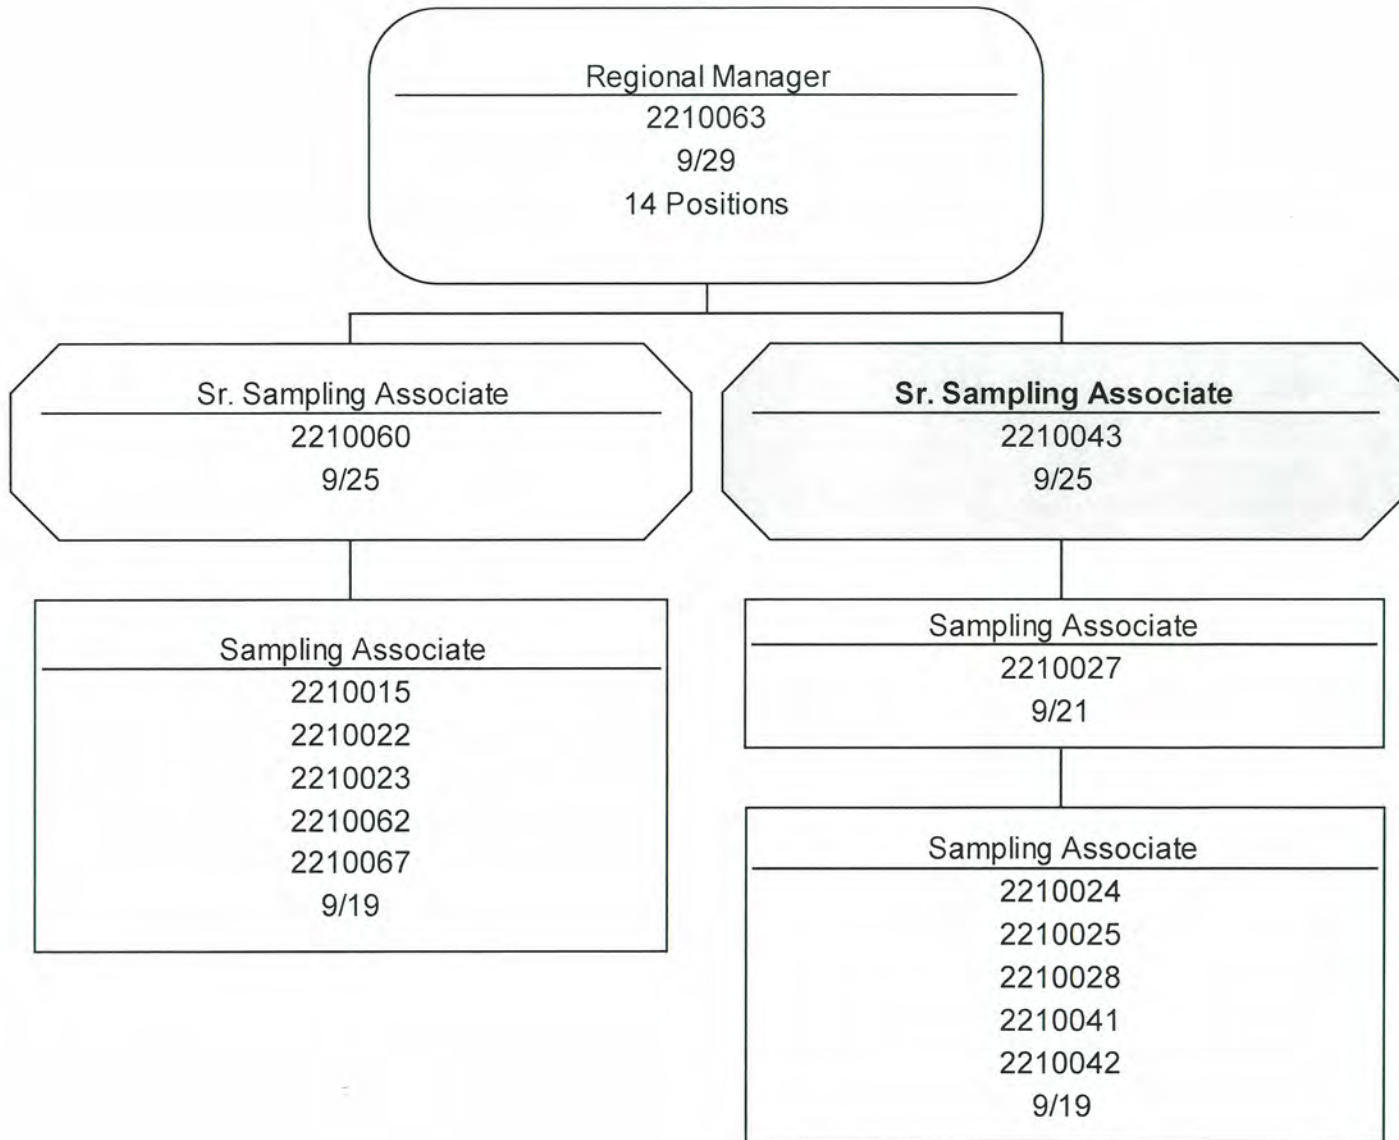 Regional Manager
2210063
9/29
14 Positions
Sr. Sampling Associate
2210060
9/25
Sr. Sampling Associate
2210043
9/25
Sampling Associate
2210015
2210022
2210023
2210062
2210067
9/19
Sampling Associate
2210027
9/21
Sampling Associate
2210024
2210025
2210028
2210041
2210042
9/19